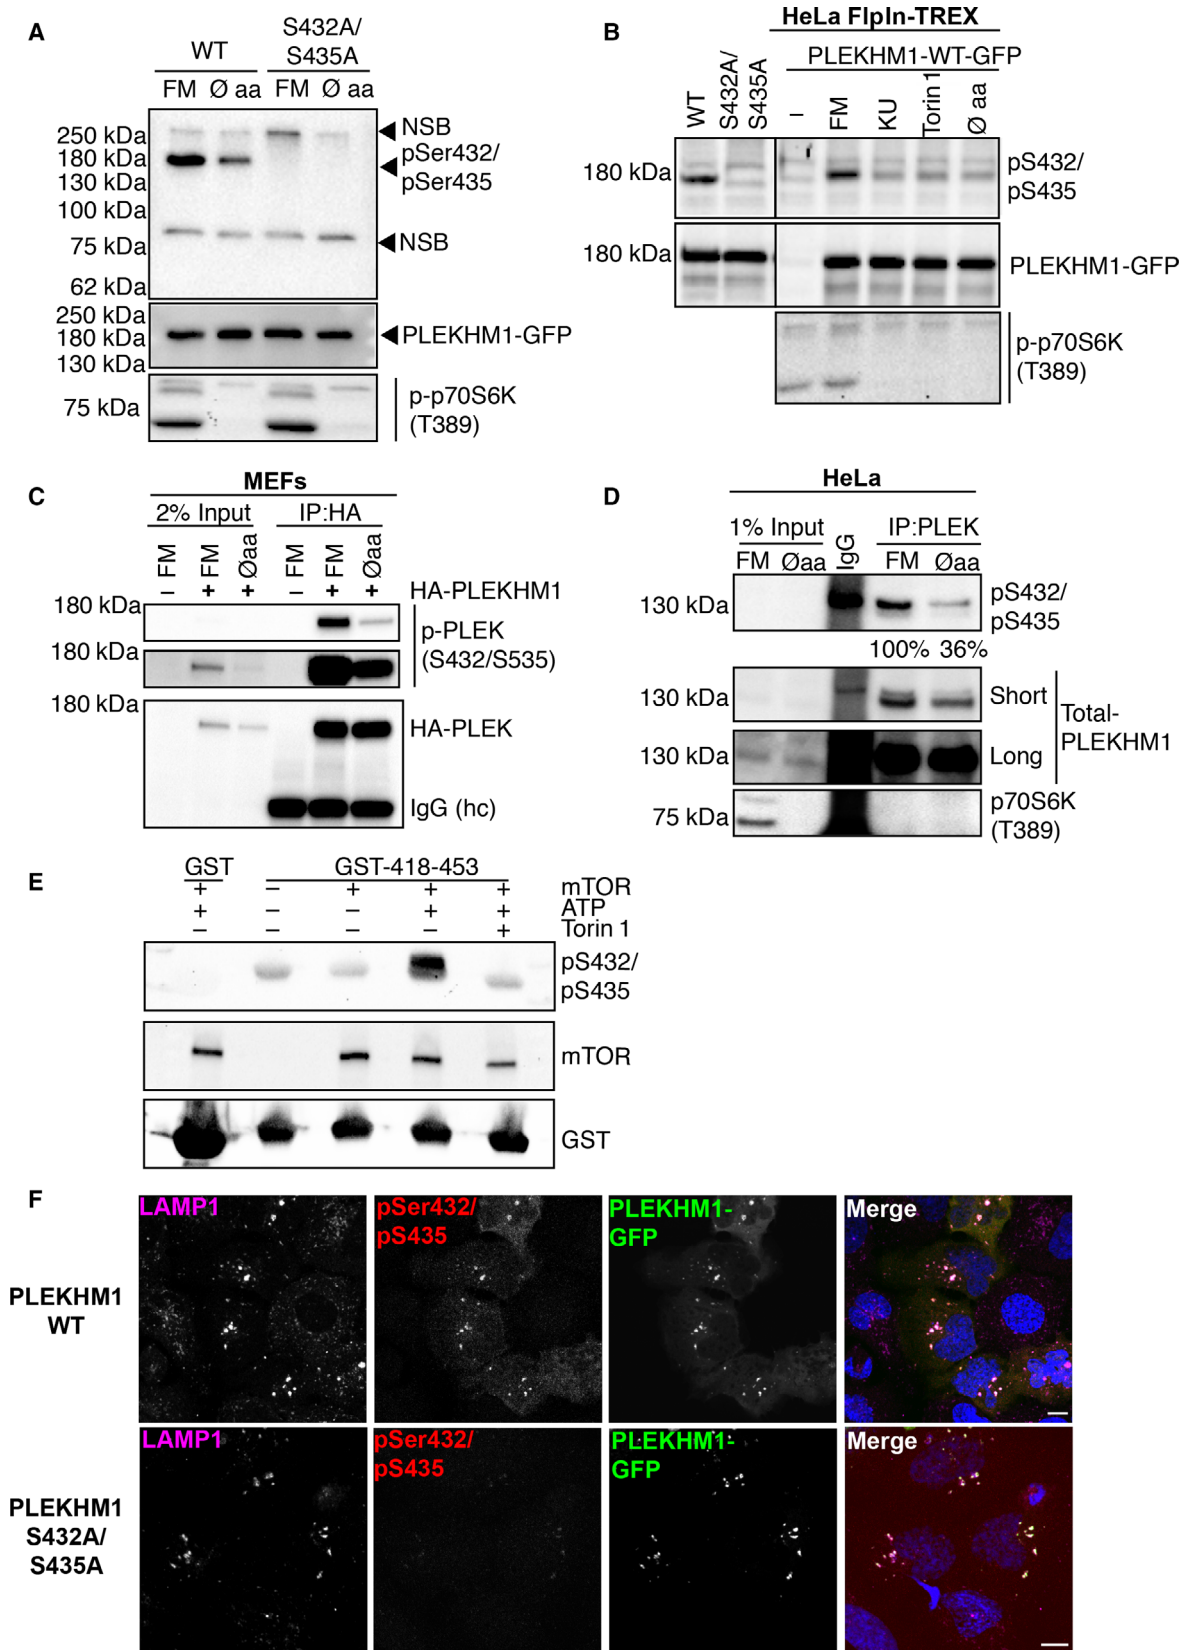 A
WT
S432A/
S435A
FM Ø aa FM Ø aa
250 kDa
180 kDa
130 kDa
100 kDa
75 kDa
62 kDa
NSB
pSer432/
pSer435
NSB
250 kDa
180 kDa
130 kDa
PLEKHM1-GFP
75 kDa
p-p70S6K
(T389)
B
HeLa FlpIn-TREX
PLEKHM1-WT-GFP
WT
S432A/
S435A
–
FM
KU
Torin 1
Ø aa
180 kDa
pS432/
pS435
180 kDa
PLEKHM1-GFP
p-p70S6K
(T389)
C
MEFs
2% Input IP:HA
FM FM Øaa FM FM Øaa
– + + – + + HA-PLEKHM1
180 kDa
180 kDa
p-PLEK
(S432/S535)
180 kDa
HA-PLEK
IgG (hc)
D
HeLa
1% Input IgG IP:PLEK
FM Øaa FM Øaa
130 kDa
pS432/
pS435
100% 36%
130 kDa
Short
130 kDa
Long
Total-
PLEKHM1
75 kDa
p70S6K
(T389)
E
GST GST-418-453
+ – + + + mTOR
+ – – + + ATP
– – – – + Torin 1
pS432/
pS435
mTOR
GST
F
PLEKHM1
WT
LAMP1
pSer432/
pS435
PLEKHM1-
GFP
Merge
PLEKHM1
S432A/
S435A
LAMP1
pSer432/
pS435
PLEKHM1-
GFP
Merge